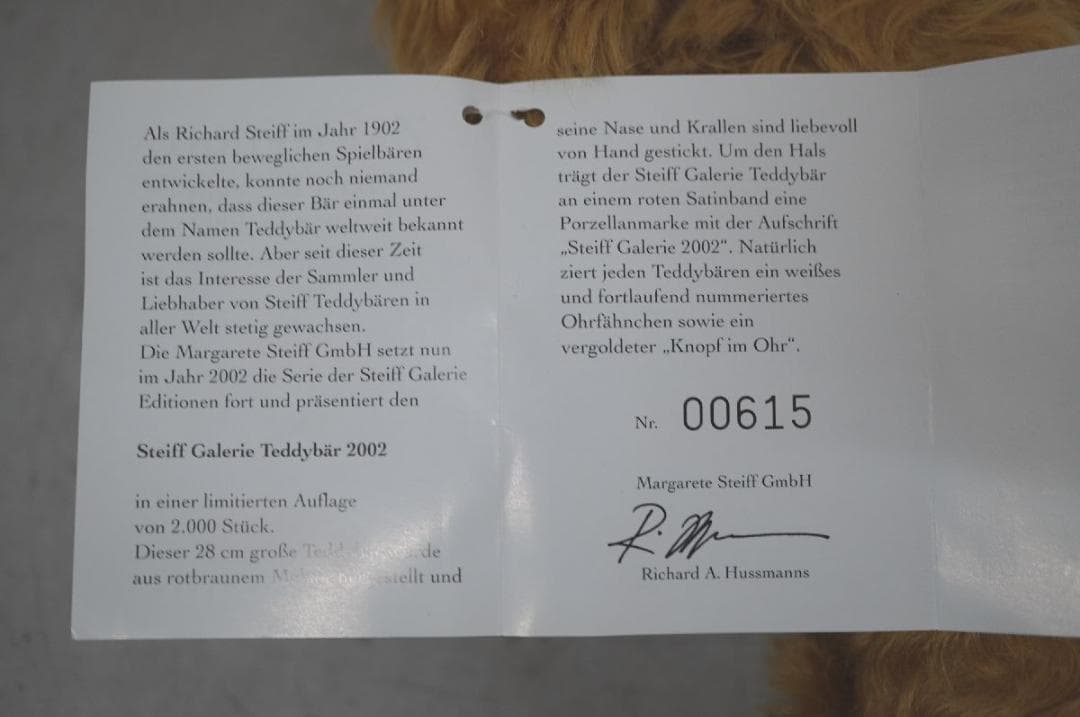 Als Richard Steiff im Jahr 1902
den ersten beweglichen Spielbären
entwickelte, konnte noch niemand
erahnen, dass dieser Bär einmal unter
dem Namen Teddybär weltweit bekannt
werden sollte. Aber seit dieser Zeit
ist das Interesse der Sammler und
Liebhaber von Steiff Teddybären in
aller Welt stetig gewachsen.
Die Margarete Steiff GmbH setzt nun
im Jahr 2002 die Serie der Steiff Galerie
Editionen fort und präsentiert den
Steiff Galerie Teddybär 2002
in einer limitierten Auflage
von 2.000 Stück.
Dieser 28 cm große
aus rotbraunem und
seine Nase und Krallen sind liebevoll
von Hand gestickt. Um den Hals
trägt der Steiff Galerie Teddybär
an einem roten Satinband eine
Porzellanmarke mit der Aufschrift
„Steiff Galerie 2002“. Natürlich
ziert jeden Teddybären ein weißes
und fortlaufend nummeriertes
Ohrfähnchen sowie ein
vergoldeter „Knopf im Ohr“.
Nr. 00615
Margarete Steiff GmbH
Richard A. Hussmanns